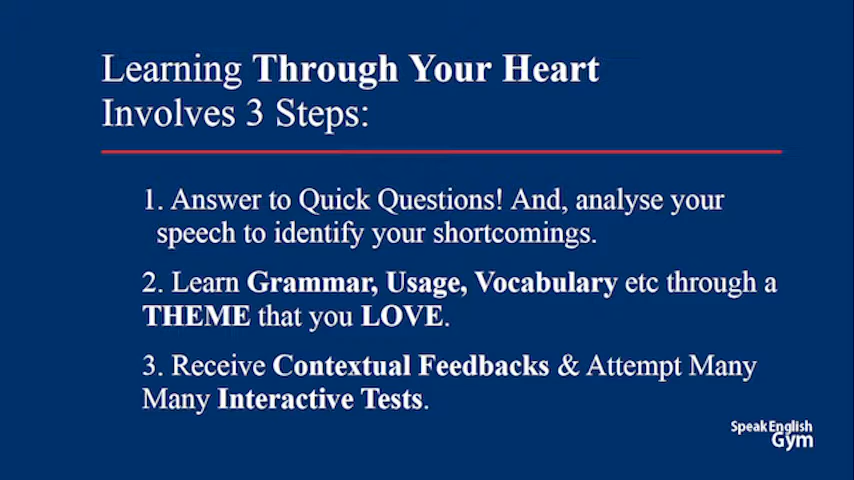 Learning Through Your Heart
Involves 3 Steps:
1. Answer to Quick Questions! And, analyse your
speech to identify your shortcomings.
2. Learn Grammar, Usage, Vocabulary etc through a
THEME that you LOVE.
3. Receive Contextual Feedbacks & Attempt Many
Many Interactive Tests.
Speak English
Gym